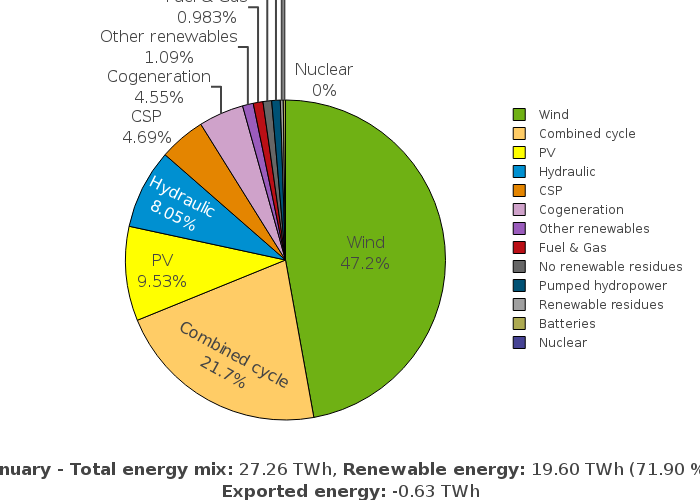 Fuel & Gas
0.983%
Other renewables
1.09%
Cogeneration
4.55%
CSP
4.69%
Nuclear
0%
Hydraulic
8.05%
PV
9.53%
Wind
47.2%
Combined cycle
21.7%
Wind
Combined cycle
PV
Hydraulic
CSP
Cogeneration
Other renewables
Fuel & Gas
No renewable residues
Pumped hydropower
Renewable residues
Batteries
Nuclear
nuary - Total energy mix: 27.26 TWh, Renewable energy: 19.60 TWh (71.90 %
Exported energy: -0.63 TWh